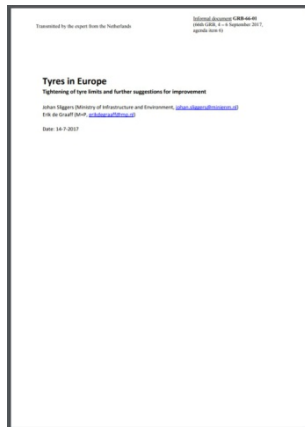 Transmitted by the expert from the Netherlands
Informal document GRB-66-01
(66th GRB, 4 – 6 September 2017,
agenda item 6)
Tyres in Europe
Tightening of tyre limits and further suggestions for improvement
Johan Sliggers (Ministry of Infrastructure and Environment, johan.sliggers@minienm.nl)
Erik de Graaff (M+P, erikdegraaff@mp.nl)
Date: 14-7-2017